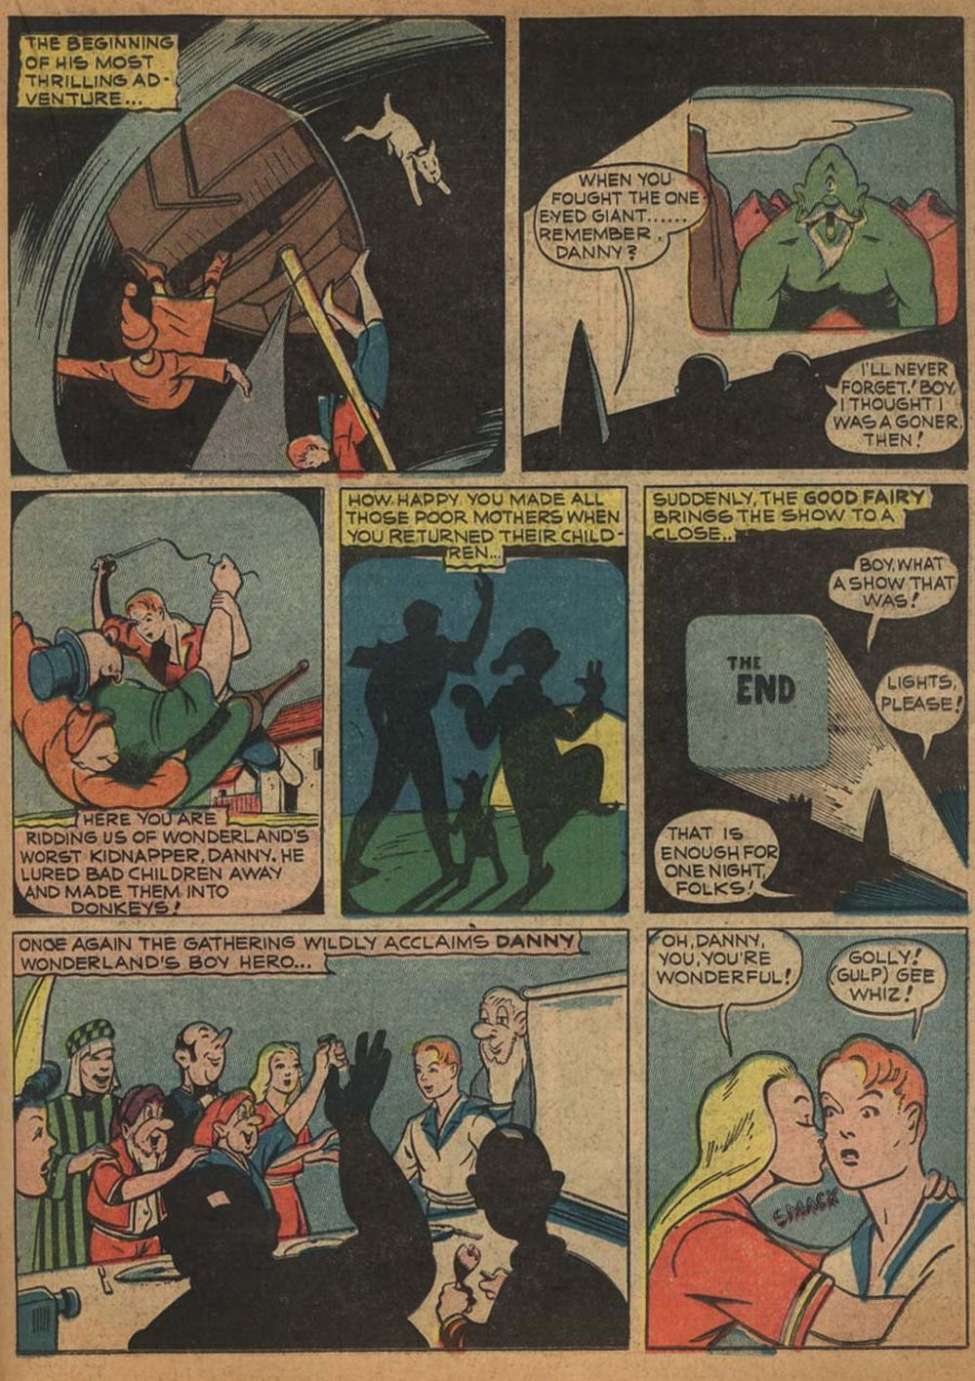 THE BEGINNING
OF HIS MOST
THRILLING AD-
VENTURE...
WHEN YOU
FOUGHT THE ONE
EYED GIANT......
REMEMBER,
DANNY?
I'LL NEVER
FORGET! BOY,
I THOUGHT I
WAS A GONER,
THEN!
HERE YOU ARE
RIDDING US OF WONDERLAND'S
WORST KIDNAPPER, DANNY. HE
LURED BAD CHILDREN AWAY
AND MADE THEM INTO
DONKEYS!
HOW HAPPY YOU MADE ALL
THOSE POOR MOTHERS WHEN
YOU RETURNED THEIR CHILD-
REN...
SUDDENLY, THE GOOD FAIRY
BRINGS THE SHOW TO A
CLOSE..
BOY, WHAT
A SHOW THAT
WAS!
THE
END
LIGHTS,
PLEASE!
THAT IS
ENOUGH FOR
ONE NIGHT,
FOLKS!
ONCE AGAIN THE GATHERING WILDLY ACCLAIMS DANNY
WONDERLAND'S BOY HERO...
OH, DANNY,
YOU, YOU'RE
WONDERFUL!
GOLLY!
(GULP) GEE
WHIZ!
SMACK